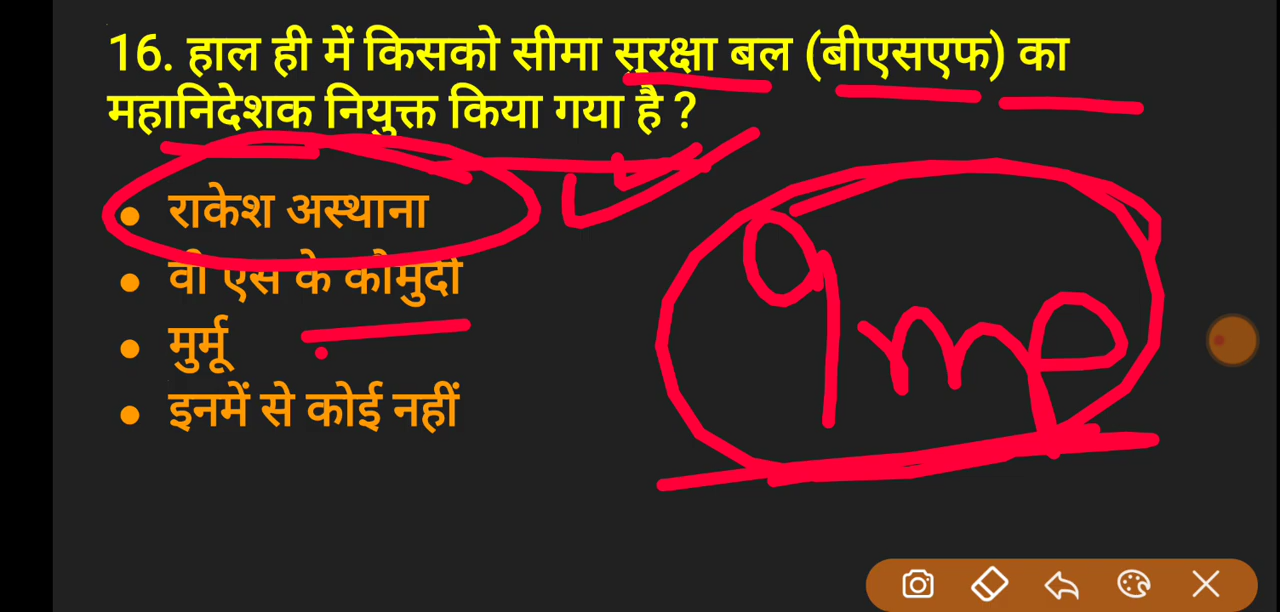 16. हाल ही में किसको सीमा सुरक्षा बल (बीएसएफ) का
महानिदेशक नियुक्त किया गया है ?
• राकेश अस्थाना
• वी एस के कौमुदी
• मुर्मू
• इनमें से कोई नहीं
Imp